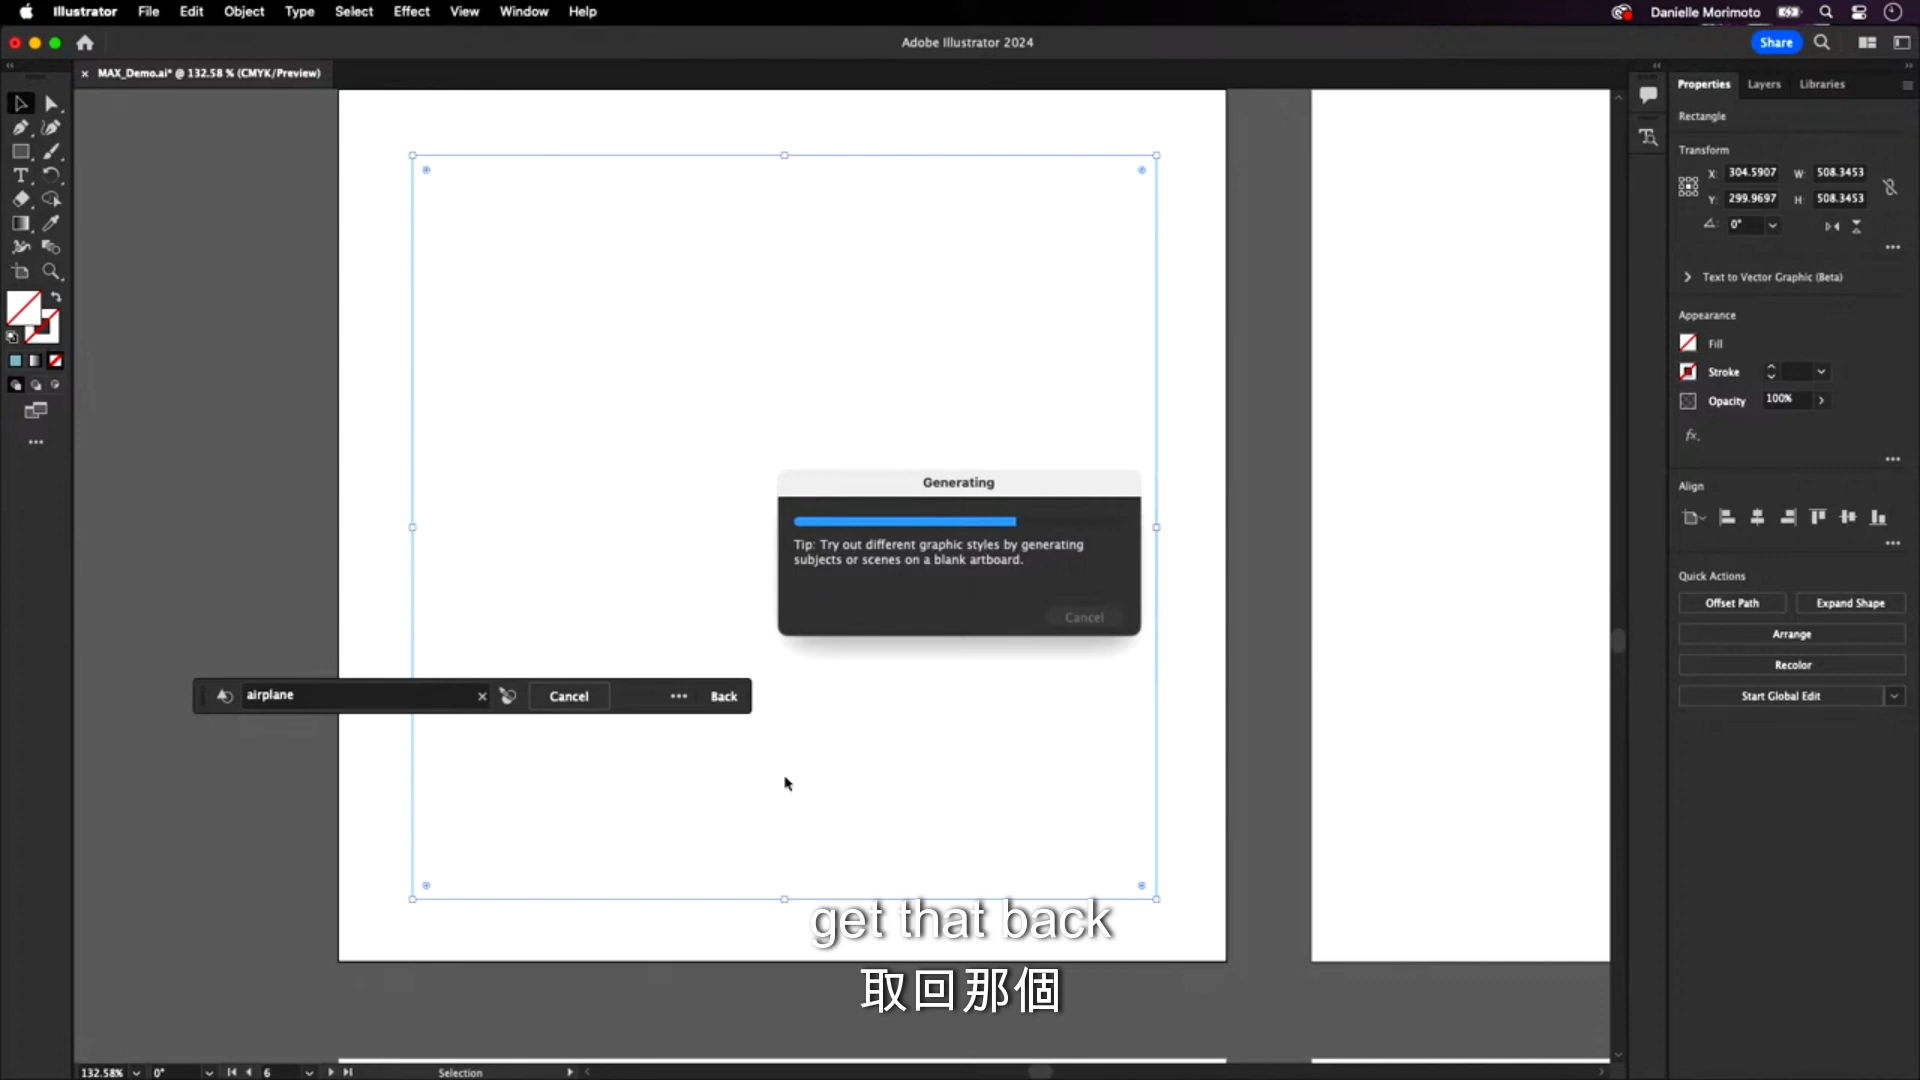 Illustrator File Edit Object Type Select Effect View Window Help
Danielle Morimoto
Adobe Illustrator 2024
Share
× MAX_Demo.ai* @ 132.58 % (CMYK/Preview)
Properties Layers Libraries
Rectangle
Transform
X: 304.5907 W: 508.3453
Y: 299.9697 H: 508.3453
0°
Text to Vector Graphic (Beta)
Appearance
Fill
Stroke
Opacity 100%
fx.
Align
Quick Actions
Offset Path Expand Shape
Arrange
Recolor
Start Global Edit
Generating
Tip: Try out different graphic styles by generating
subjects or scenes on a blank artboard.
Cancel
airplane × Cancel ... Back
get that back
取回那個
132.58% 0° 6 Selection